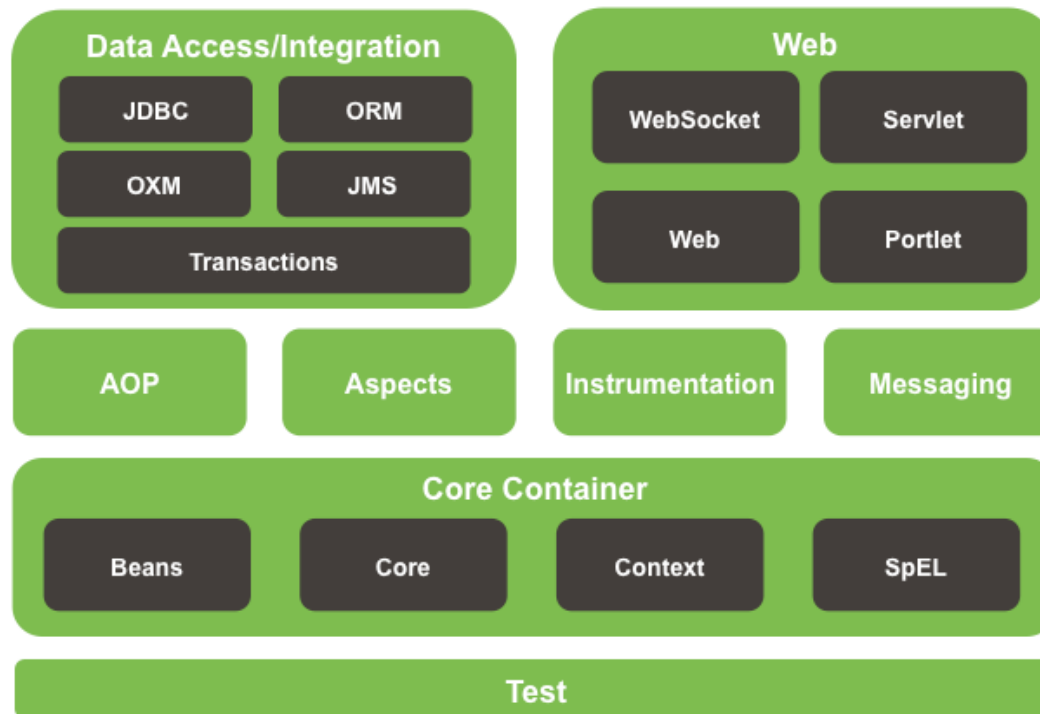 Data Access/Integration
JDBC
ORM
OXM
JMS
Transactions
Web
WebSocket
Servlet
Web
Portlet
AOP
Aspects
Instrumentation
Messaging
Core Container
Beans
Core
Context
SpEL
Test